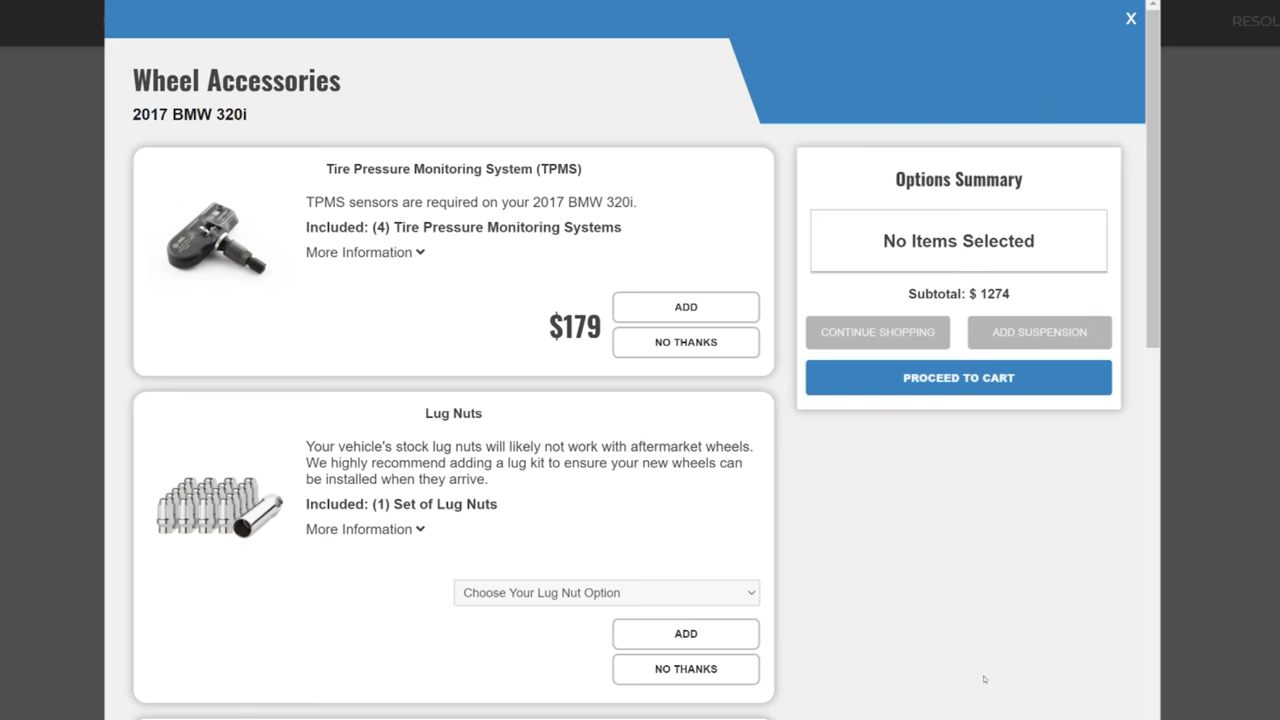 X
RESOU
Wheel Accessories
2017 BMW 320i
Tire Pressure Monitoring System (TPMS)
TPMS sensors are required on your 2017 BMW 320i.
Included: (4) Tire Pressure Monitoring Systems
More Information
$179
ADD
NO THANKS
Lug Nuts
Your vehicle's stock lug nuts will likely not work with aftermarket wheels.
We highly recommend adding a lug kit to ensure your new wheels can
be installed when they arrive.
Included: (1) Set of Lug Nuts
More Information
Choose Your Lug Nut Option
ADD
NO THANKS
Options Summary
No Items Selected
Subtotal: $ 1274
CONTINUE SHOPPING
ADD SUSPENSION
PROCEED TO CART